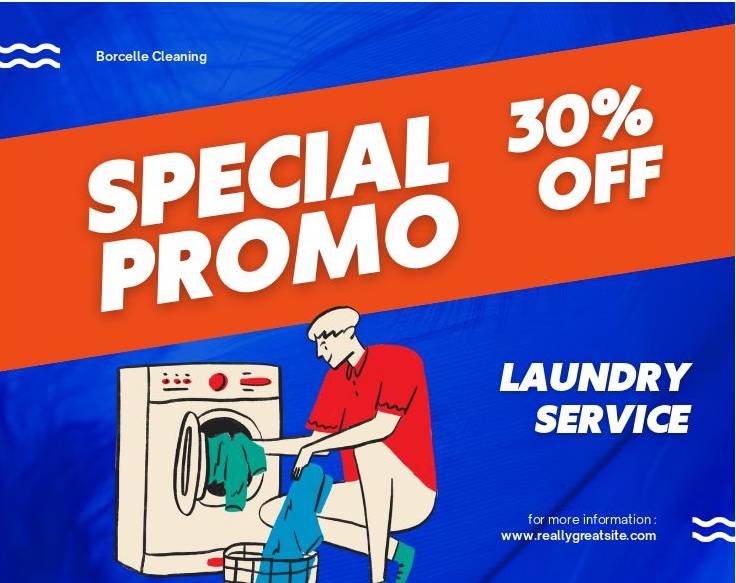 Borcelle Cleaning
SPECIAL
PROMO
30%
OFF
LAUNDRY
SERVICE
for more information :
www.reallygreatsite.com